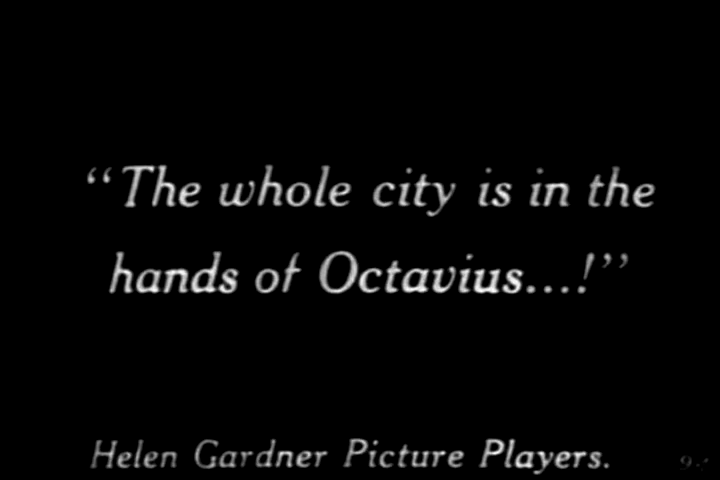 “The whole city is in the
hands of Octavius...!”
Helen Gardner Picture Players.